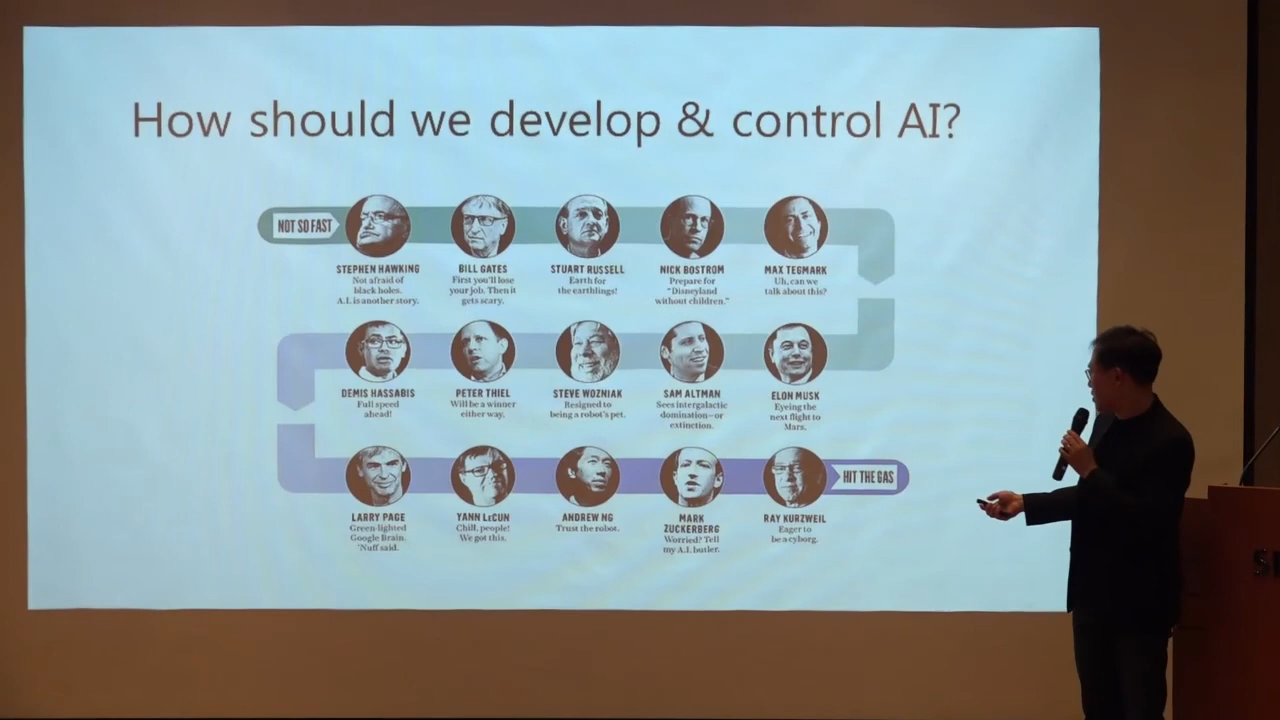 How should we develop & control AI?
NOT SO FAST
STEPHEN HAWKING
Not afraid of
black holes.
A.I. is another story.
BILL GATES
First you'll lose
your job. Then it
gets scary.
STUART RUSSELL
Earth for
the earthlings!
NICK BOSTROM
Prepare for
"Disneyland
without children."
MAX TEGMARK
Uh, can we
talk about this?
DEMIS HASSABIS
Full speed
ahead!
PETER THIEL
Will be a winner
either way.
STEVE WOZNIAK
Resigned to
being a robot's pet.
SAM ALTMAN
Sees intergalactic
domination—or
extinction.
ELON MUSK
Eyeing the
next flight to
Mars.
LARRY PAGE
Green-lighted
Google Brain.
'Nuff said.
YANN LeCUN
Chill, people!
We got this.
ANDREW NG
Trust the robot.
MARK
ZUCKERBERG
Worried? Tell
my A.I. butler.
RAY KURZWEIL
Eager to
be a cyborg.
HIT THE GAS